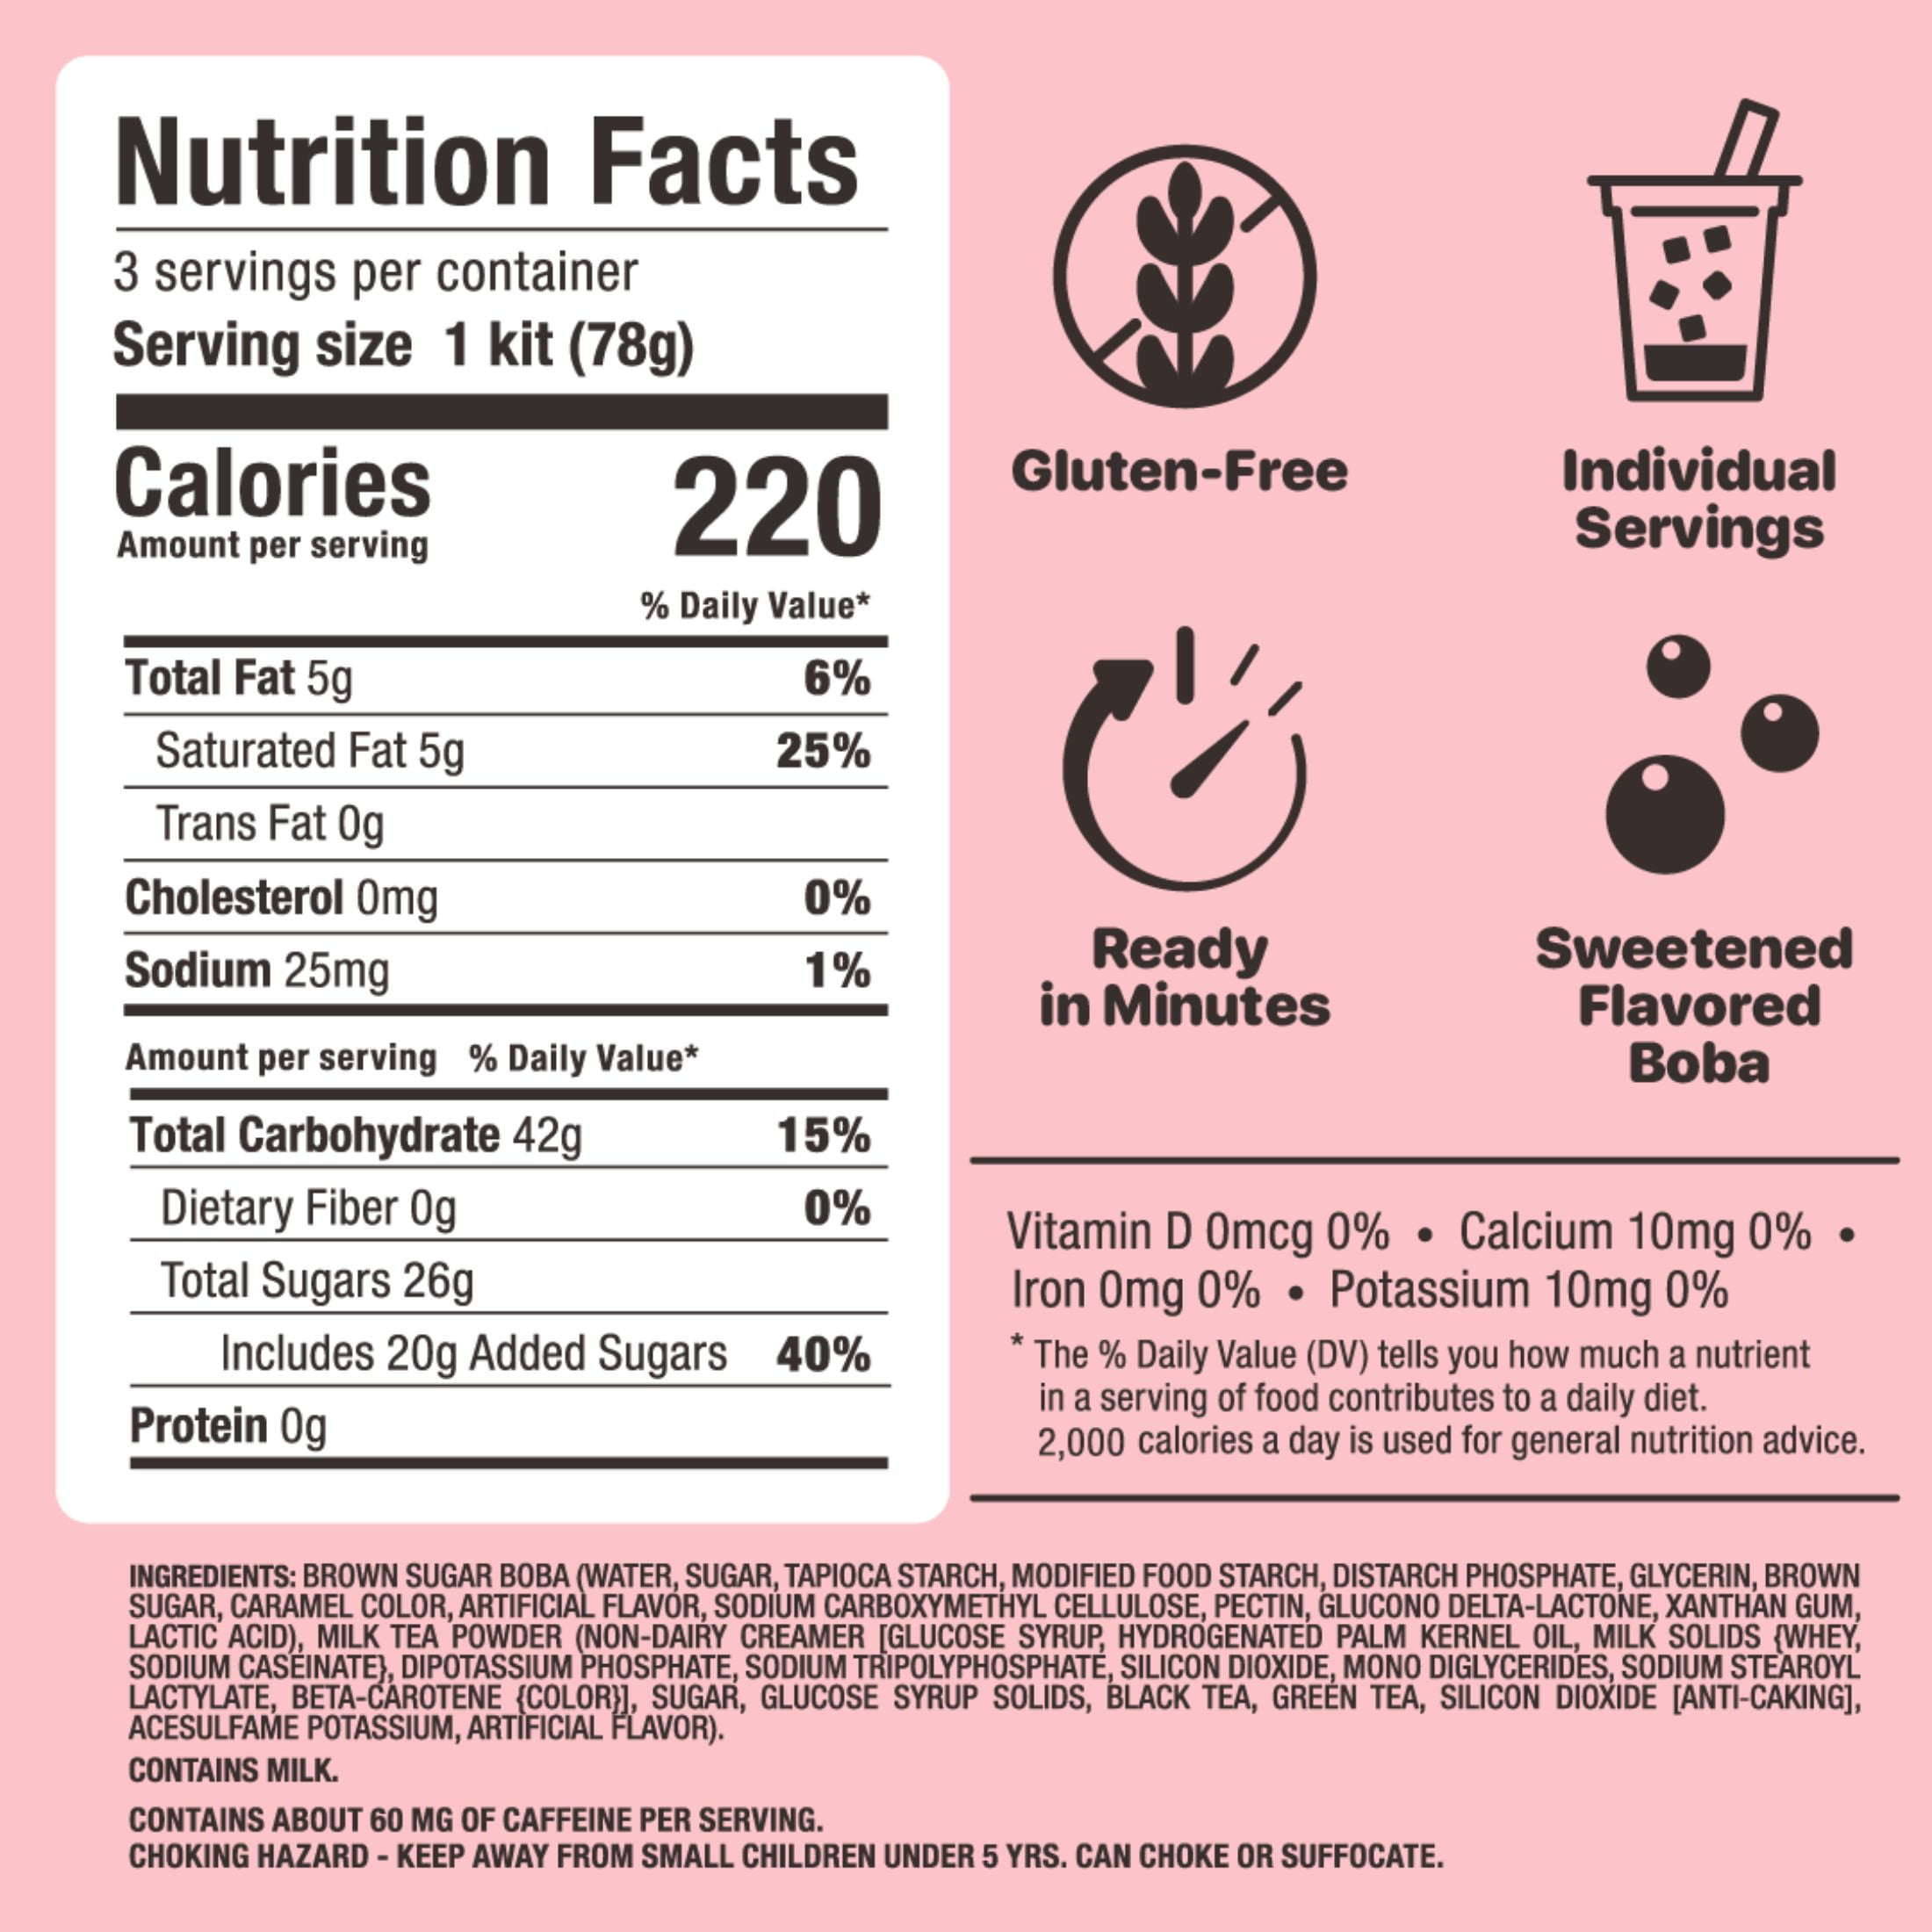 Nutrition Facts
3 servings per container
Serving size 1 kit (78g)
Calories 220
Amount per serving
% Daily Value*
Total Fat 5g 6%
Saturated Fat 5g 25%
Trans Fat 0g
Cholesterol 0mg 0%
Sodium 25mg 1%
Amount per serving % Daily Value*
Total Carbohydrate 42g 15%
Dietary Fiber 0g 0%
Total Sugars 26g
Includes 20g Added Sugars 40%
Protein 0g
Gluten-Free
Individual
Servings
Ready
in Minutes
Sweetened
Flavored
Boba
Vitamin D 0mcg 0% • Calcium 10mg 0% •
Iron 0mg 0% • Potassium 10mg 0%
* The % Daily Value (DV) tells you how much a nutrient
in a serving of food contributes to a daily diet.
2,000 calories a day is used for general nutrition advice.
INGREDIENTS: BROWN SUGAR BOBA (WATER, SUGAR, TAPIOCA STARCH, MODIFIED FOOD STARCH, DISTARCH PHOSPHATE, GLYCERIN, BROWN
SUGAR, CARAMEL COLOR, ARTIFICIAL FLAVOR, SODIUM CARBOXYMETHYL CELLULOSE, PECTIN, GLUCONO DELTA-LACTONE, XANTHAN GUM,
LACTIC ACID), MILK TEA POWDER (NON-DAIRY CREAMER [GLUCOSE SYRUP, HYDROGENATED PALM KERNEL OIL, MILK SOLIDS {WHEY,
SODIUM CASEINATE}, DIPOTASSIUM PHOSPHATE, SODIUM TRIPOLYPHOSPHATE, SILICON DIOXIDE, MONO DIGLYCERIDES, SODIUM STEAROYL
LACTYLATE, BETA-CAROTENE {COLOR}], SUGAR, GLUCOSE SYRUP SOLIDS, BLACK TEA, GREEN TEA, SILICON DIOXIDE [ANTI-CAKING],
ACESULFAME POTASSIUM, ARTIFICIAL FLAVOR).
CONTAINS MILK.
CONTAINS ABOUT 60 MG OF CAFFEINE PER SERVING.
CHOKING HAZARD - KEEP AWAY FROM SMALL CHILDREN UNDER 5 YRS. CAN CHOKE OR SUFFOCATE.